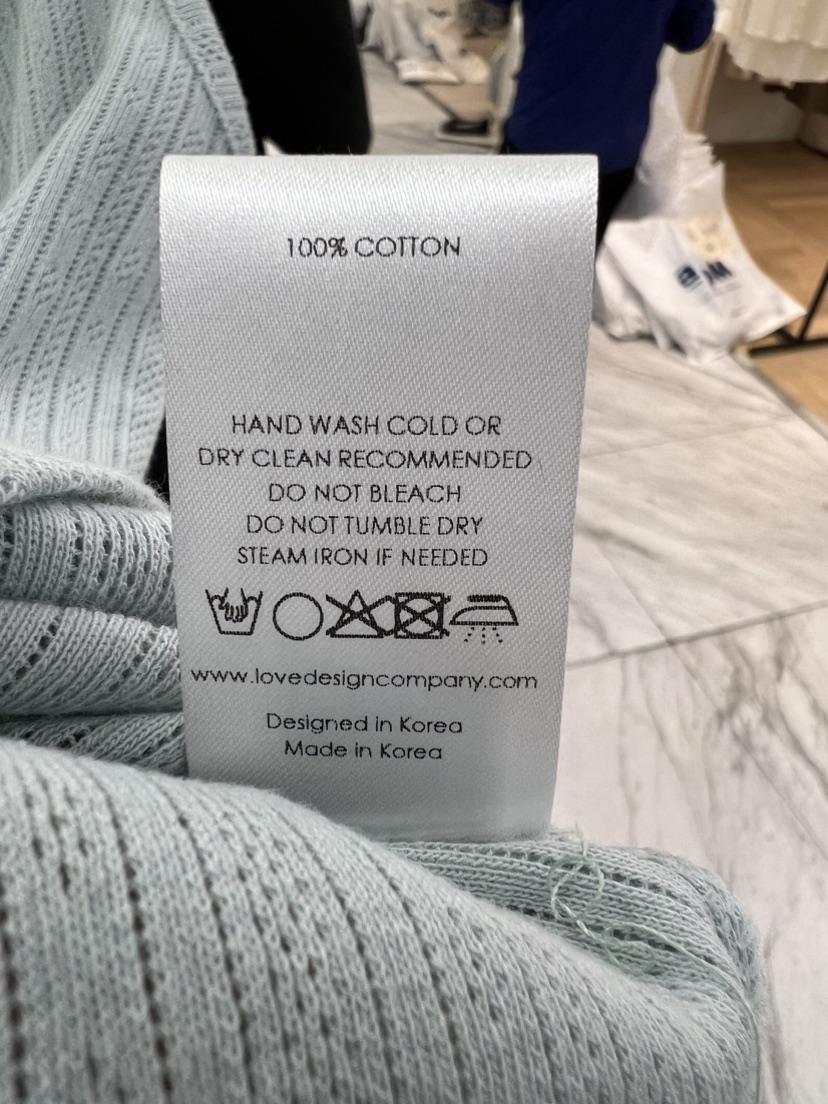 100% COTTON
HAND WASH COLD OR
DRY CLEAN RECOMMENDED
DO NOT BLEACH
DO NOT TUMBLE DRY
STEAM IRON IF NEEDED
www.lovedesigncompany.com
Designed in Korea
Made in Korea